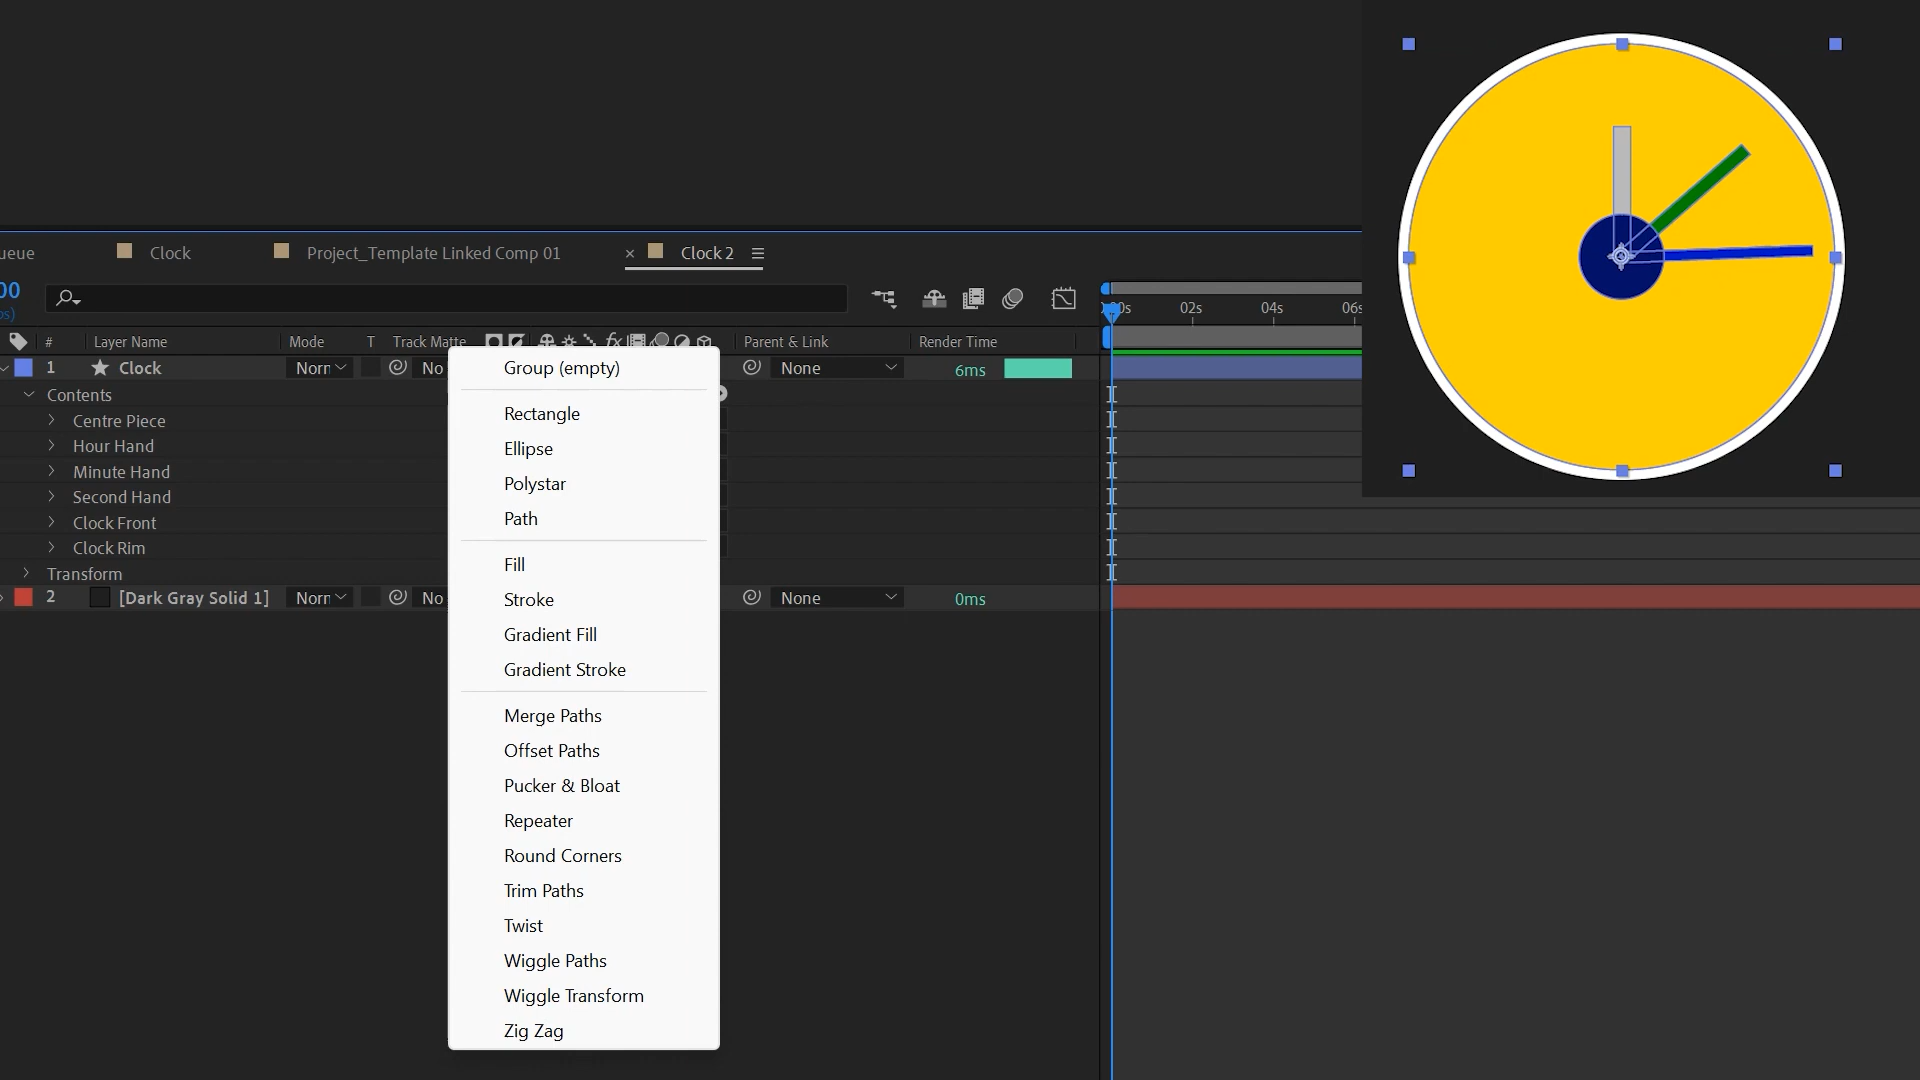 ueue
Clock
Project_Template Linked Comp 01
× Clock 2
00
02s 04s
# Layer Name Mode T Track Matte Parent & Link Render Time
1 Clock No None 6ms
Contents
Centre Piece
Hour Hand
Minute Hand
Second Hand
Clock Front
Clock Rim
Transform
2 [Dark Gray Solid 1] No None 0ms
Group (empty)
Rectangle
Ellipse
Polystar
Path
Fill
Stroke
Gradient Fill
Gradient Stroke
Merge Paths
Offset Paths
Pucker & Bloat
Repeater
Round Corners
Trim Paths
Twist
Wiggle Paths
Wiggle Transform
Zig Zag